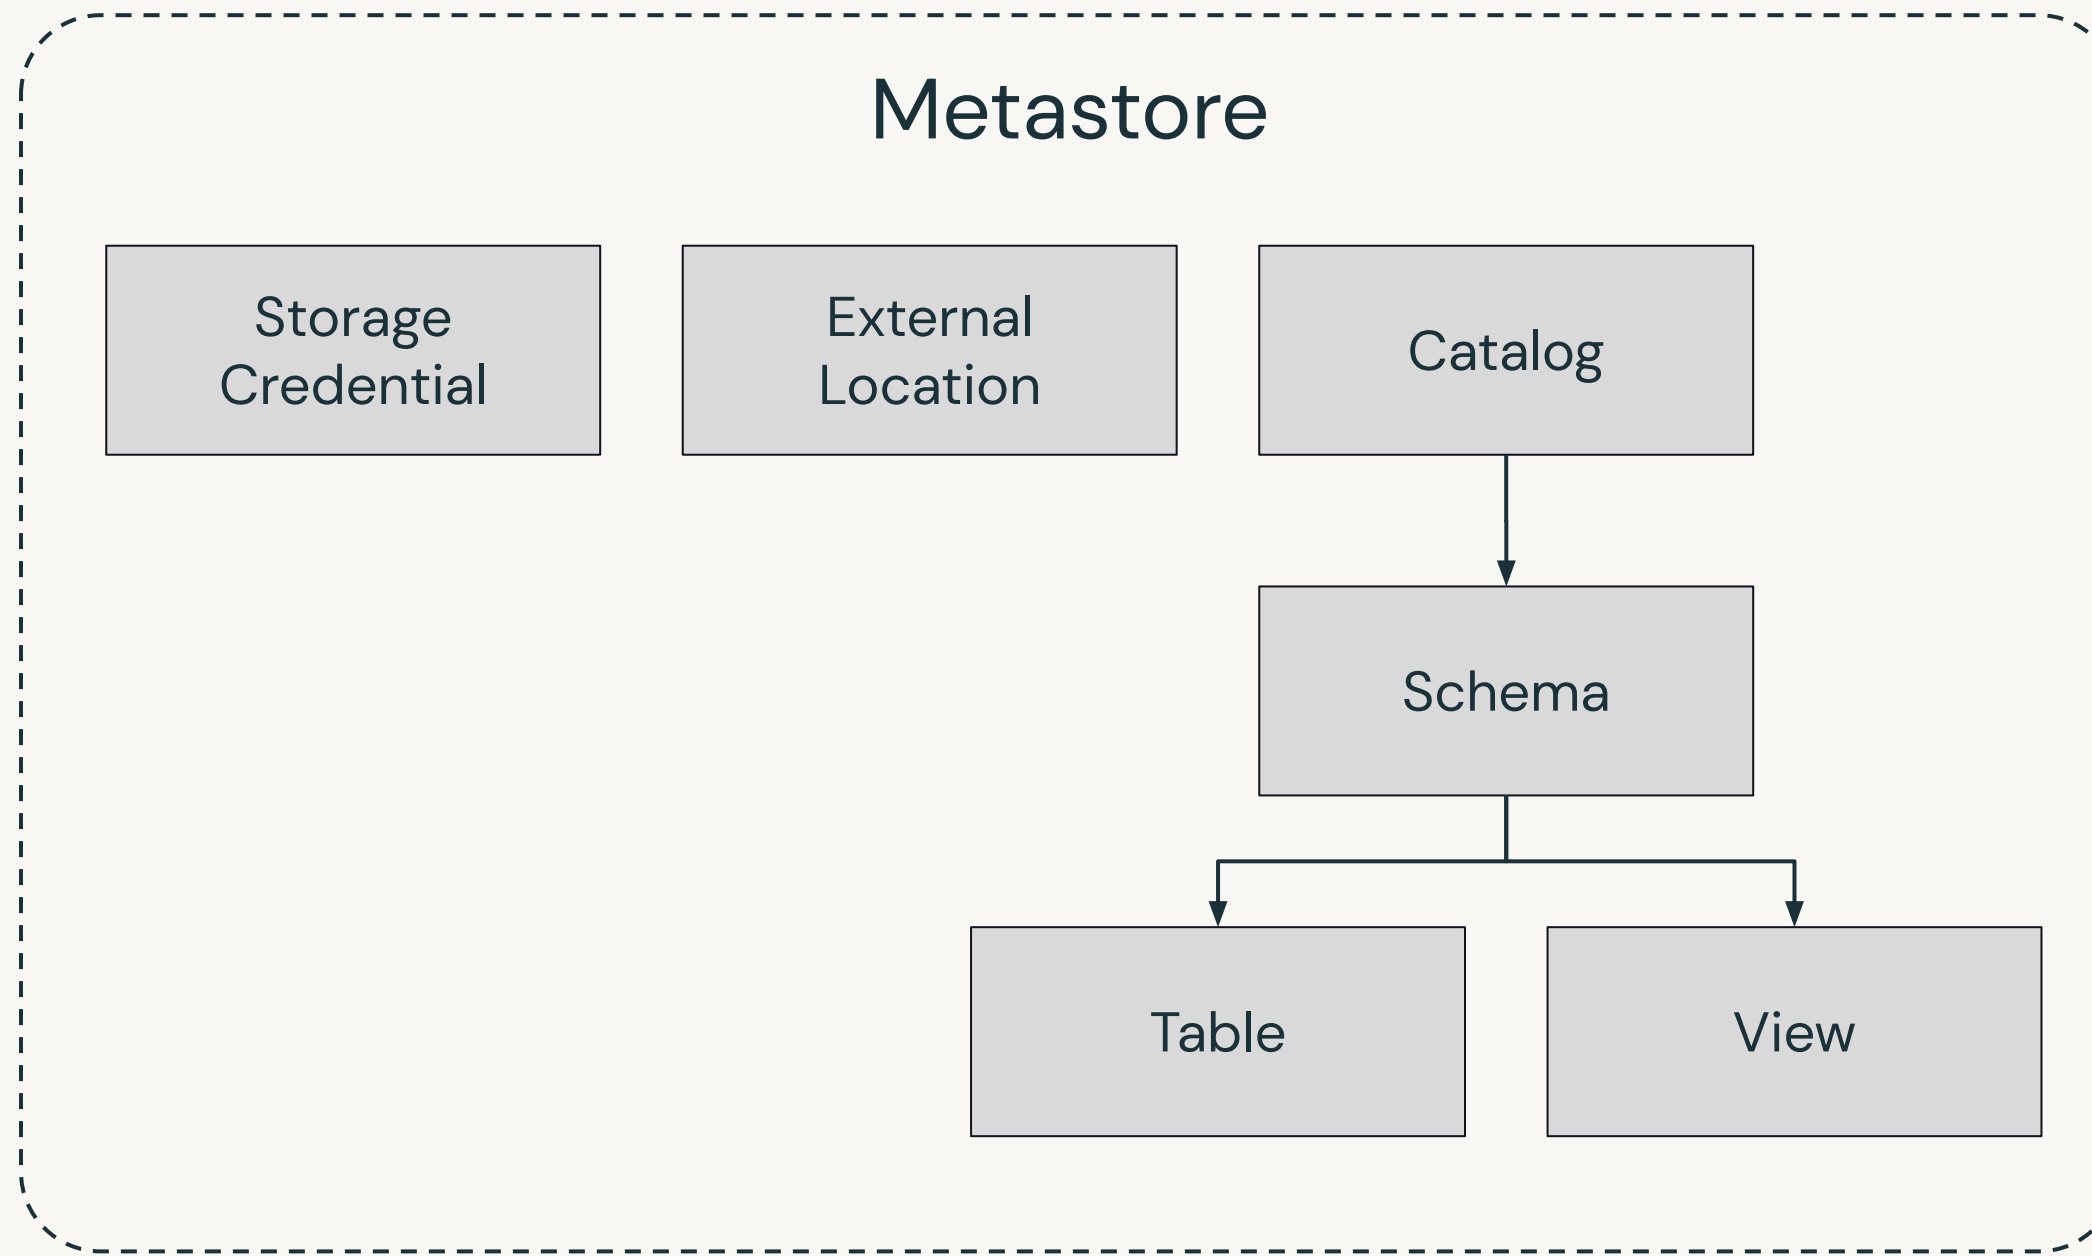 Metastore
Storage
Credential
External
Location
Catalog
Schema
Table
View